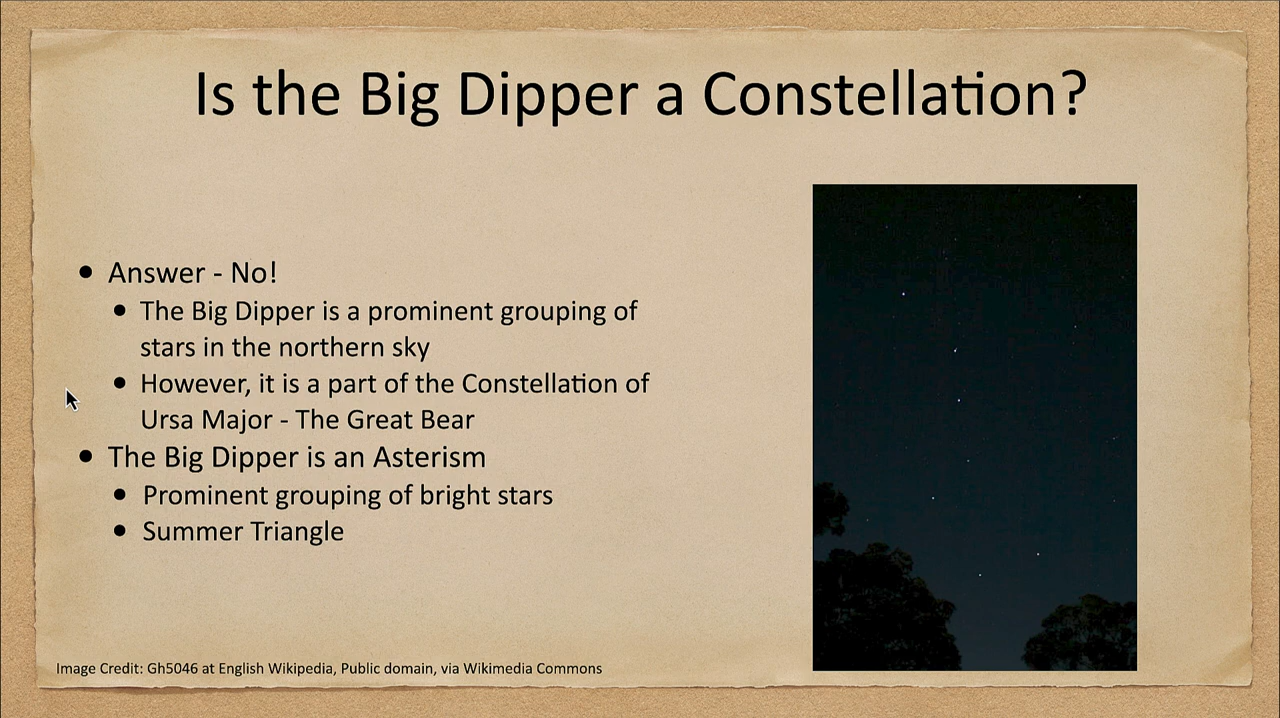 Is the Big Dipper a Constellation?
• Answer - No!
• The Big Dipper is a prominent grouping of
stars in the northern sky
• However, it is a part of the Constellation of
Ursa Major - The Great Bear
• The Big Dipper is an Asterism
• Prominent grouping of bright stars
• Summer Triangle
Image Credit: Gh5046 at English Wikipedia, Public domain, via Wikimedia Commons